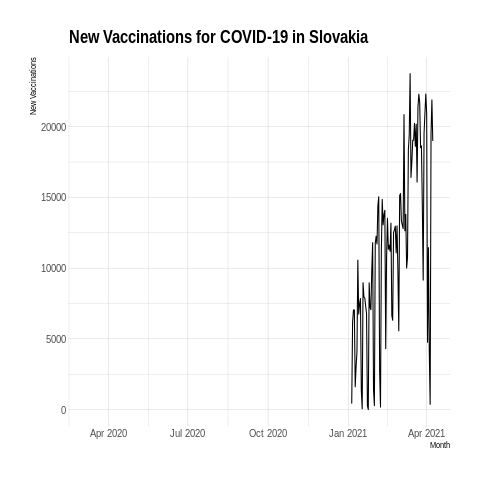 New Vaccinations for COVID-19 in Slovakia
New Vaccinations
20000
15000
10000
5000
0
Apr 2020 Jul 2020 Oct 2020 Jan 2021 Apr 2021
Month